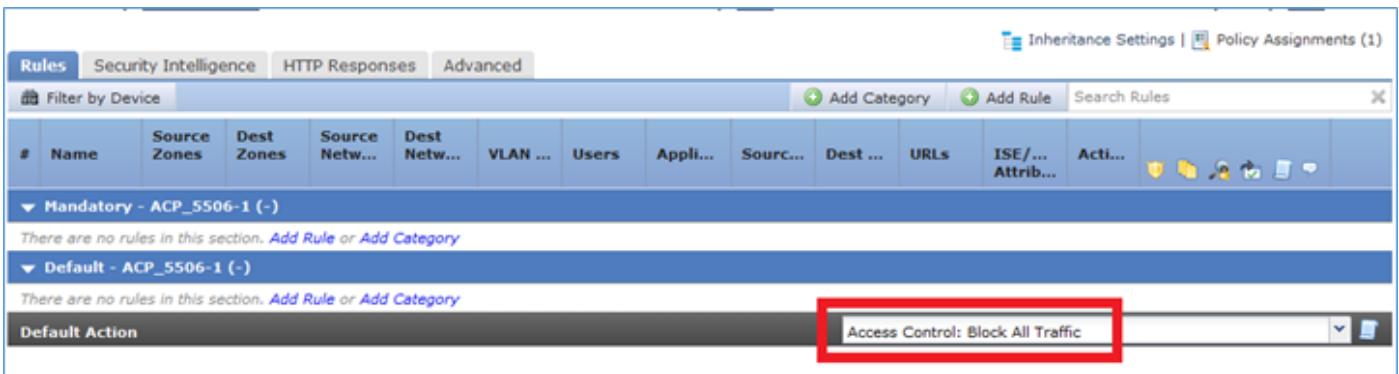 Inheritance Settings | Policy Assignments (1)
Rules Security Intelligence HTTP Responses Advanced
Filter by Device Add Category Add Rule Search Rules
# Name Source Zones Dest Zones Source Netw... Dest Netw... VLAN ... Users Appli... Sourc... Dest ... URLs ISE/... Attrib... Acti...
Mandatory - ACP_5506-1 (-)
There are no rules in this section. Add Rule or Add Category
Default - ACP_5506-1 (-)
There are no rules in this section. Add Rule or Add Category
Default Action Access Control: Block All Traffic